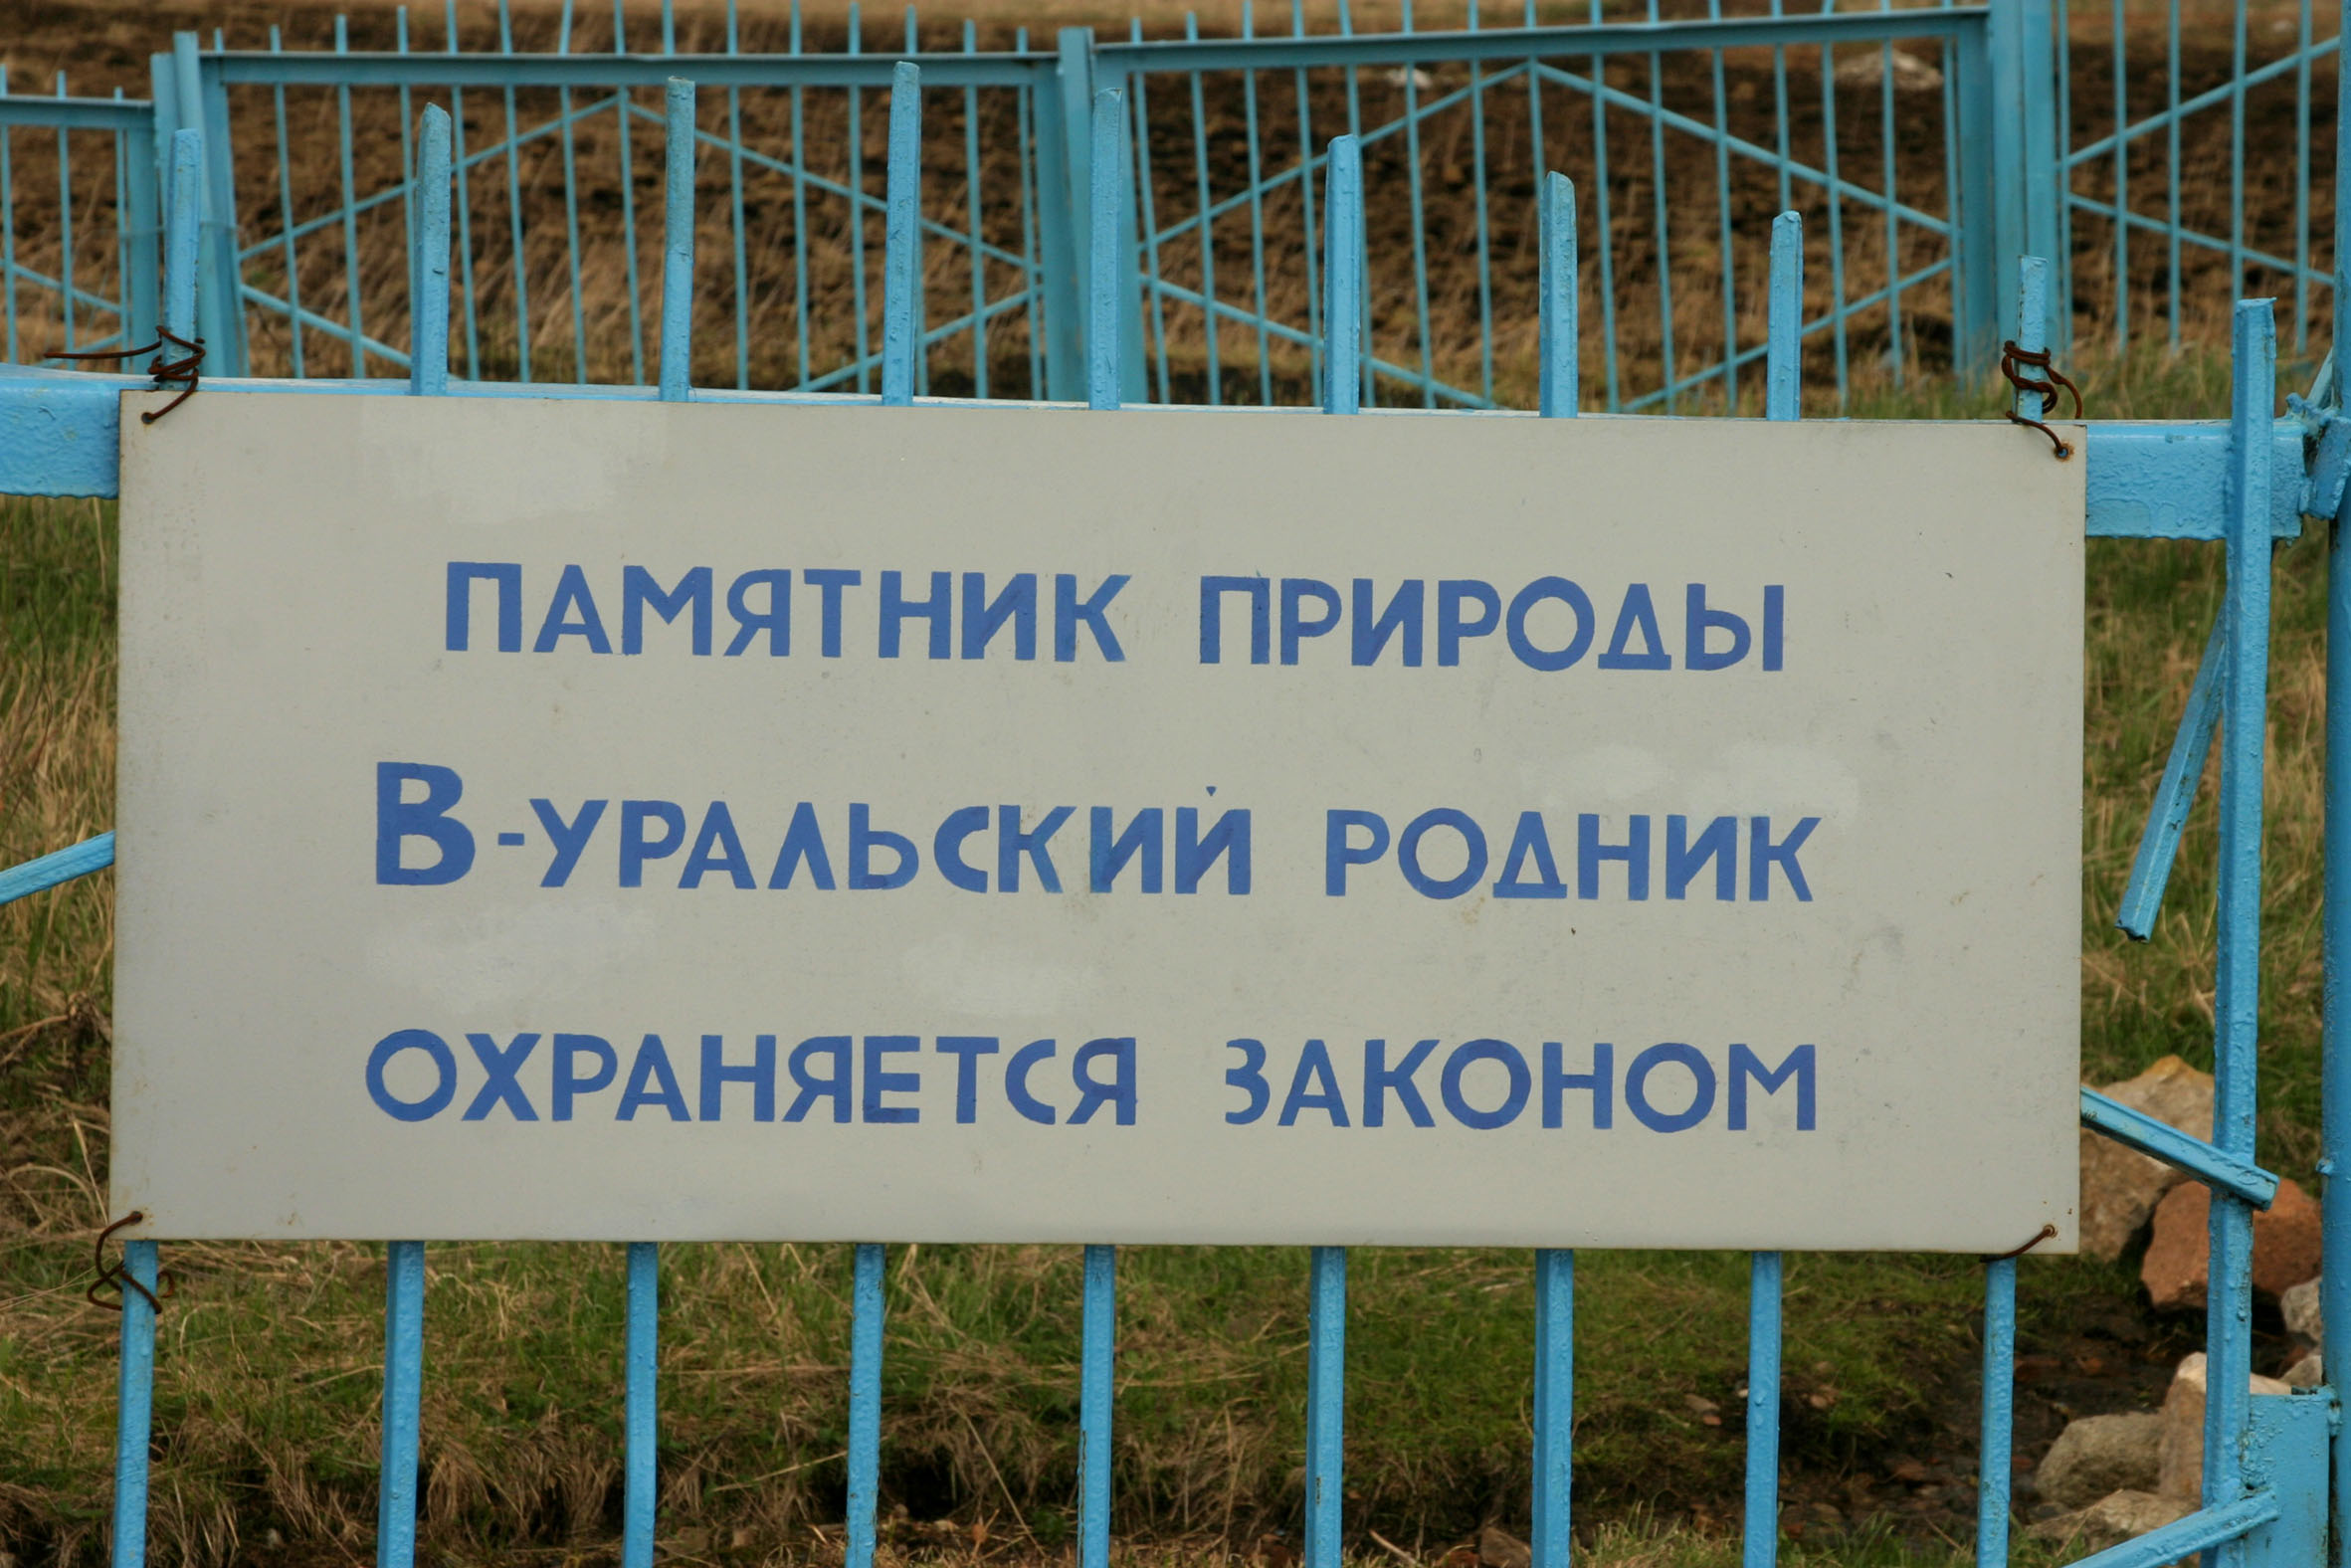 ПАМЯТНИК ПРИРОДЫ
В-УРАЛЬСКИЙ РОДНИК
ОХРАНЯЕТСЯ ЗАКОНОМ